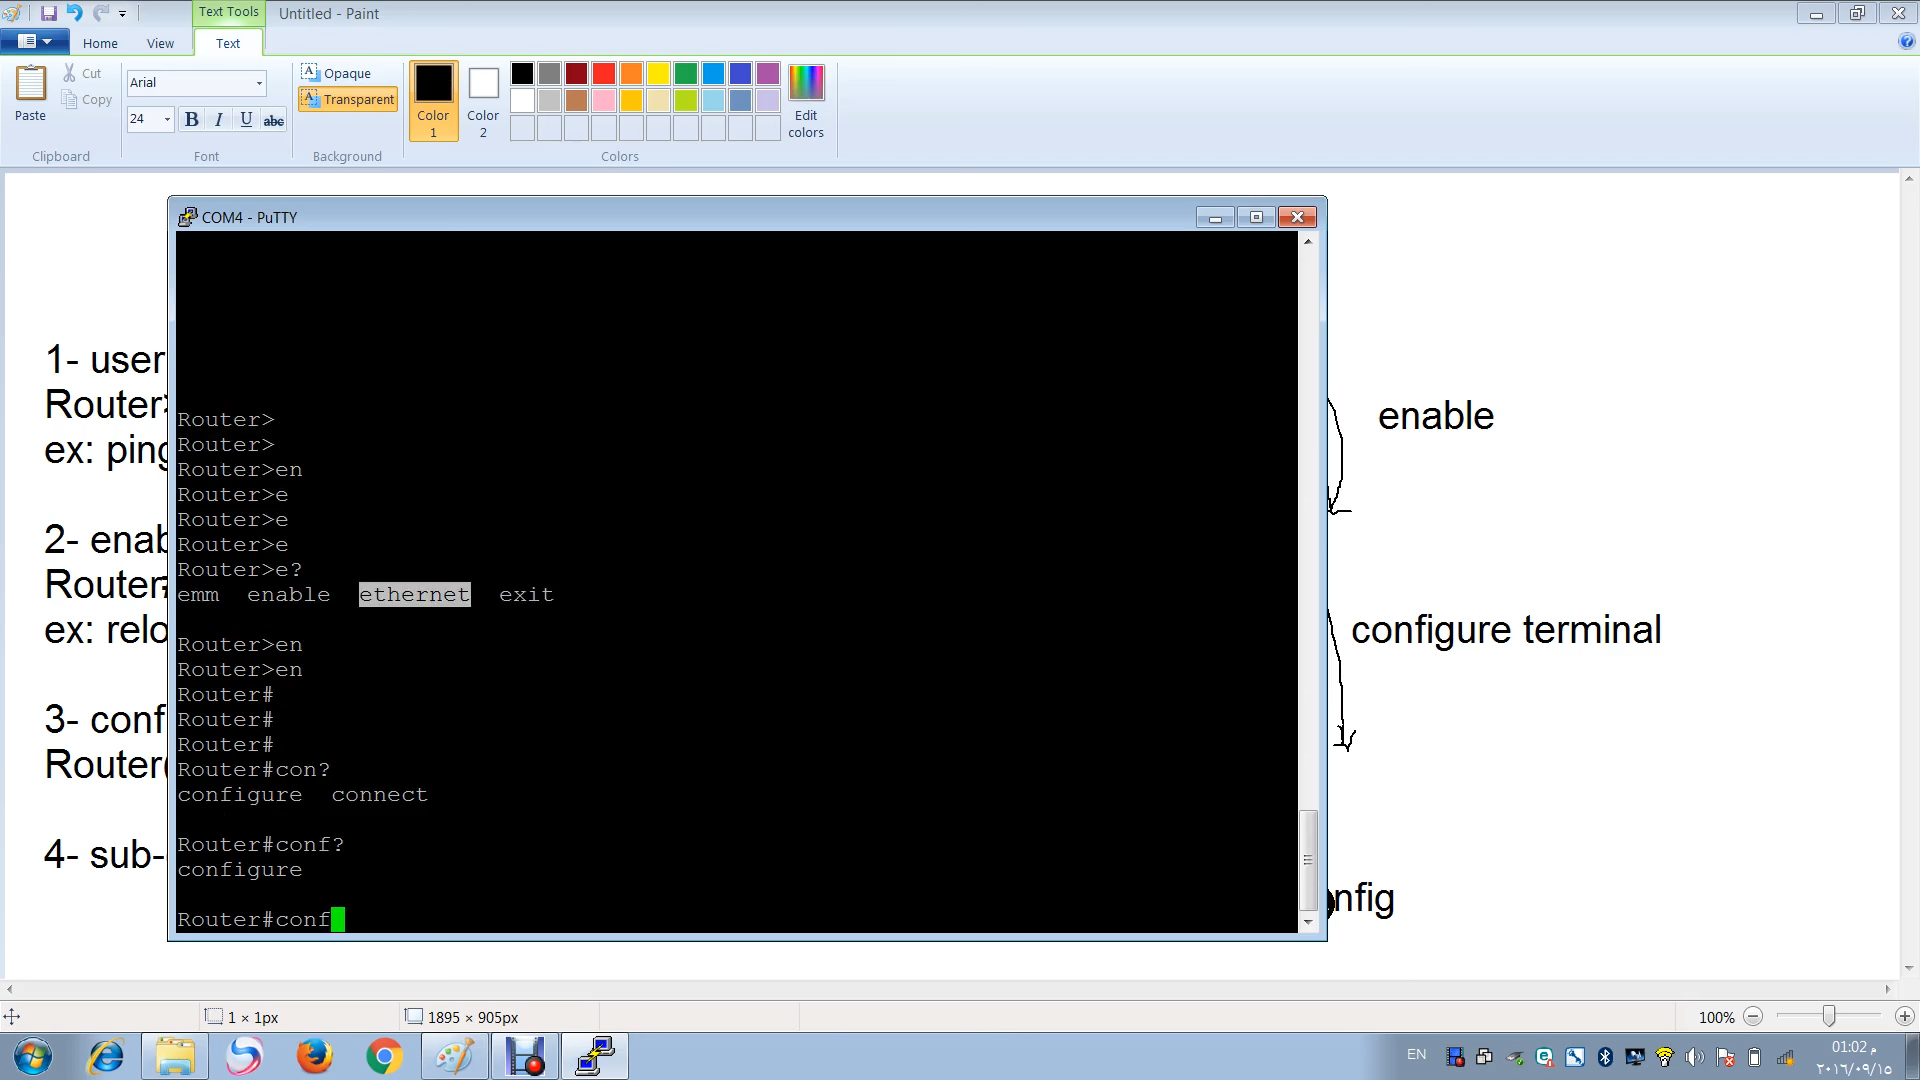 Text Tools
Untitled - Paint
Home
View
Text
Paste
Cut
Copy
Clipboard
Arial
24
B I U abc
Font
Opaque
Transparent
Background
Color 1
Color 2
Edit colors
Colors
COM4 - PuTTY
Router>
Router>
Router>en
Router>e
Router>e
Router>e
Router>e?
emm enable ethernet exit
Router>en
Router>en
Router#
Router#
Router#
Router#con?
configure connect
Router#conf?
configure
Router#conf
1- user
Router>
ex: ping
2- enab
Router#
ex: relo
3- conf
Router(
4- sub-
enable
configure terminal
nfig
1 × 1px
1895 × 905px
100%
EN
01:02 م
٢٠١٦/٠٩/١٥